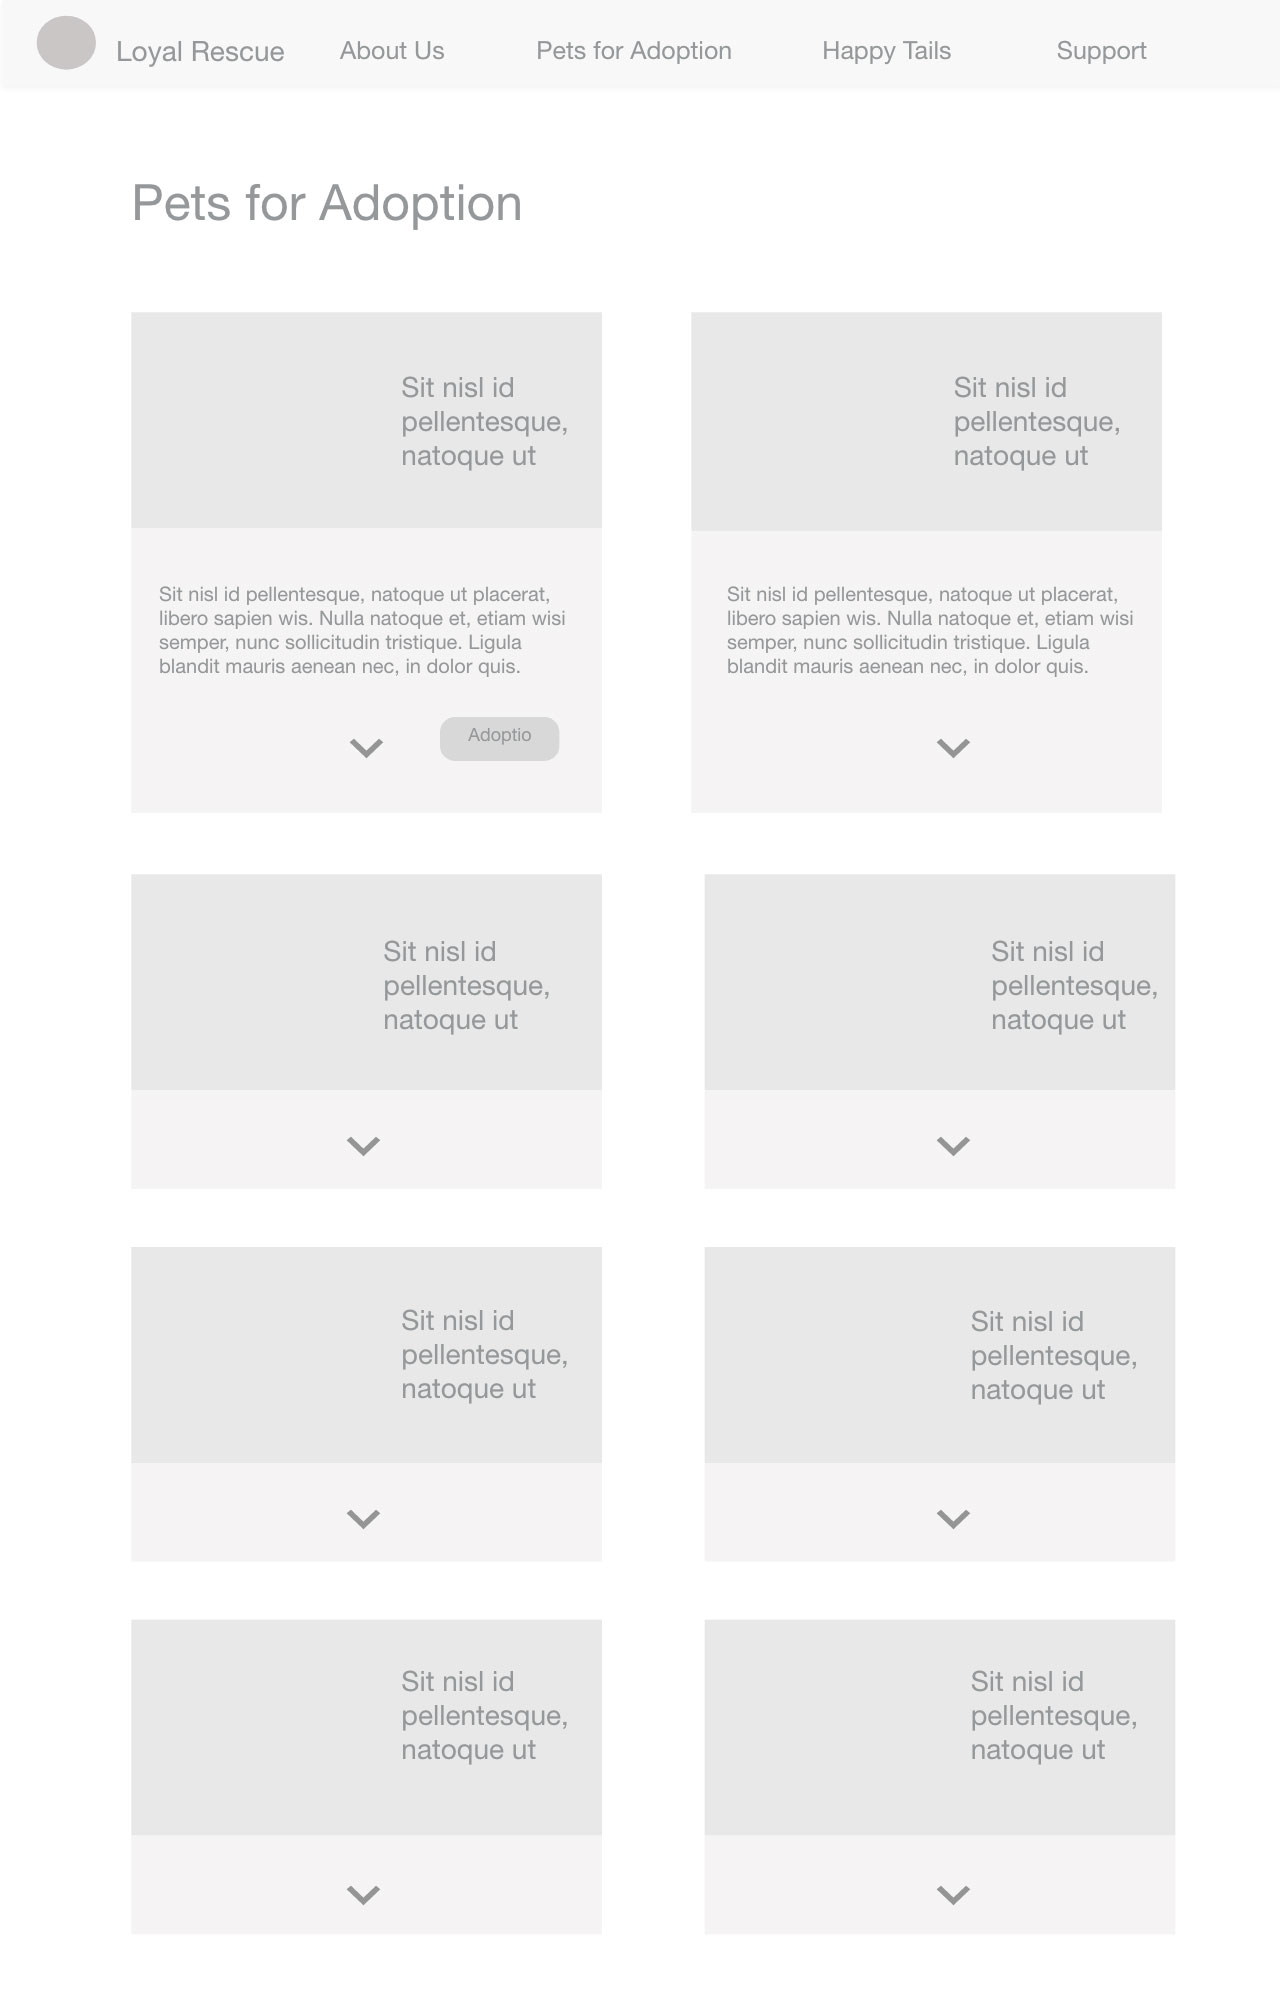 Loyal Rescue
About Us
Pets for Adoption
Happy Tails
Support
Pets for Adoption
Sit nisl id
pellentesque,
natoque ut
Sit nisl id pellentesque, natoque ut placerat,
libero sapien wis. Nulla natoque et, etiam wisi
semper, nunc sollicitudin tristique. Ligula
blandit mauris aenean nec, in dolor quis.
Adoptio
Sit nisl id
pellentesque,
natoque ut
Sit nisl id pellentesque, natoque ut placerat,
libero sapien wis. Nulla natoque et, etiam wisi
semper, nunc sollicitudin tristique. Ligula
blandit mauris aenean nec, in dolor quis.
Sit nisl id
pellentesque,
natoque ut
Sit nisl id
pellentesque,
natoque ut
Sit nisl id
pellentesque,
natoque ut
Sit nisl id
pellentesque,
natoque ut
Sit nisl id
pellentesque,
natoque ut
Sit nisl id
pellentesque,
natoque ut